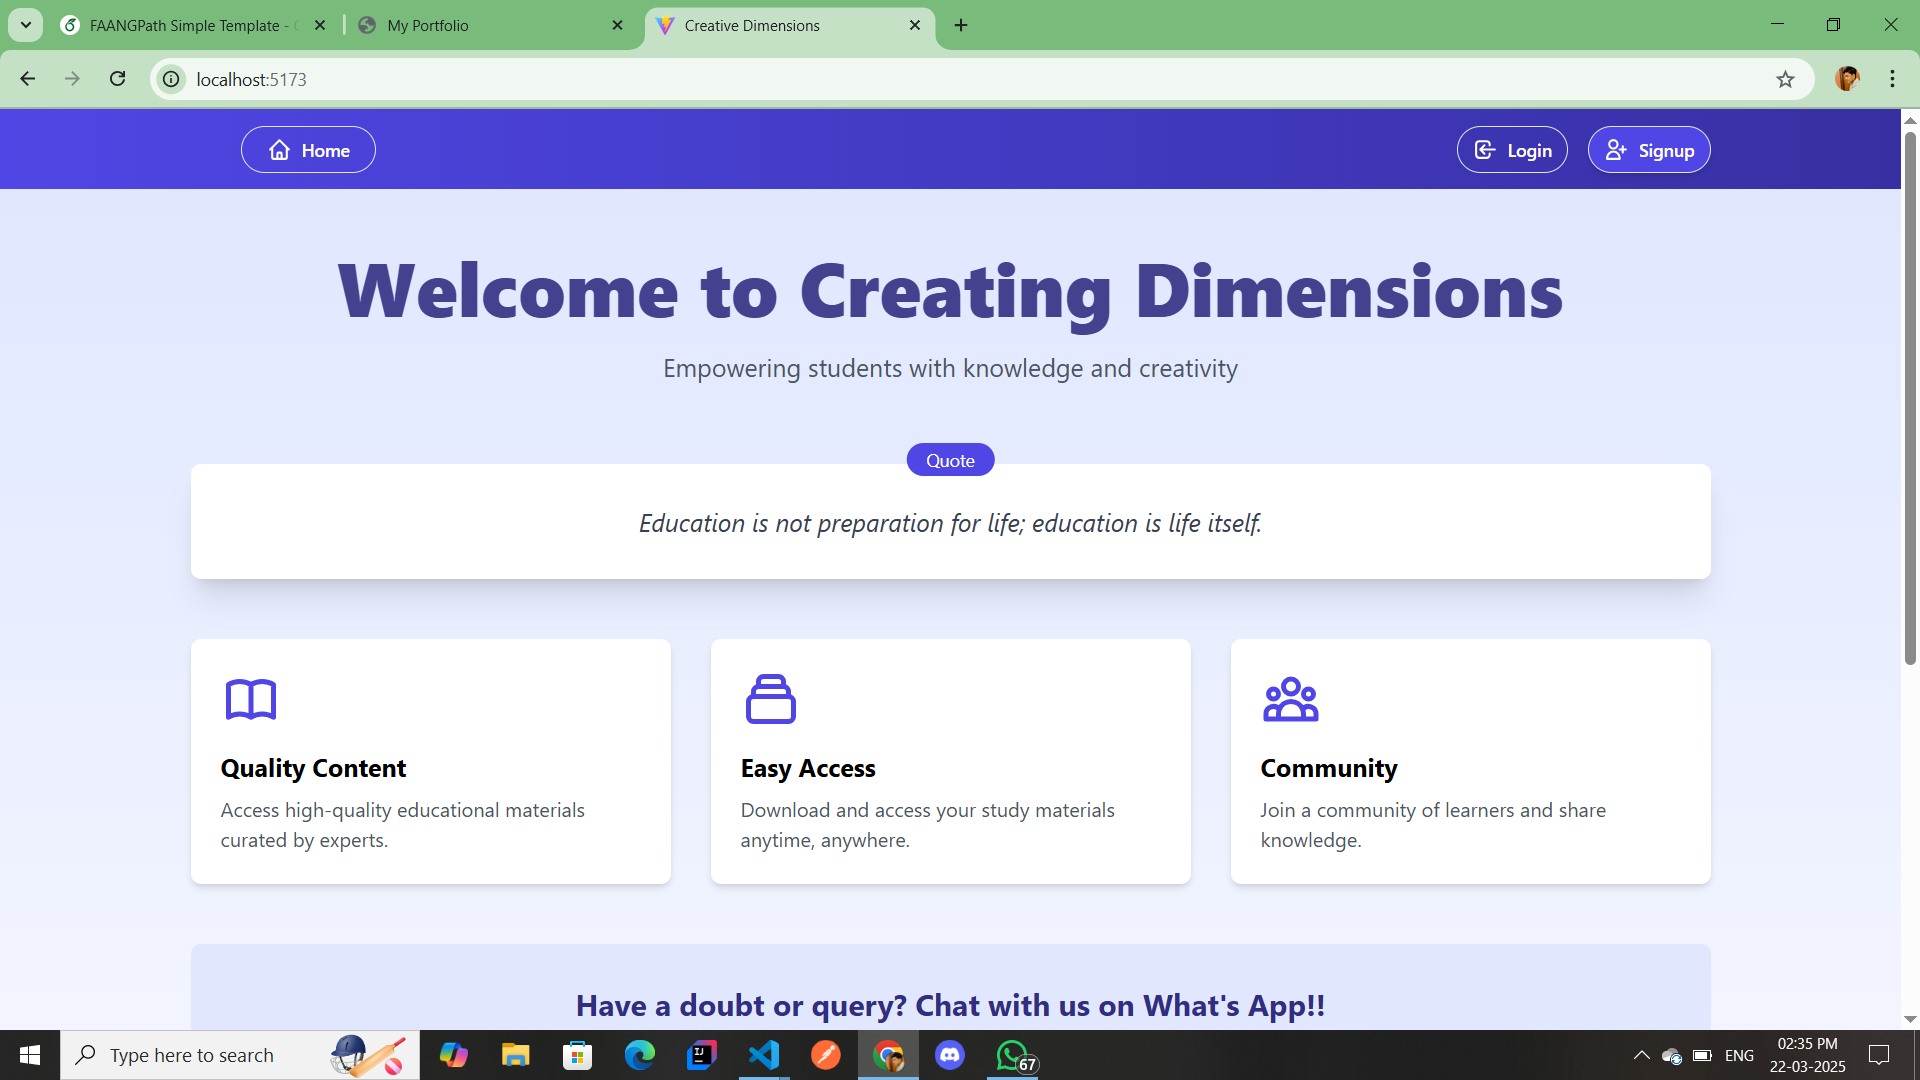 FAANGPath Simple Template -
My Portfolio
Creative Dimensions
localhost:5173
Home
Login
Signup
Welcome to Creating Dimensions
Empowering students with knowledge and creativity
Quote
Education is not preparation for life; education is life itself.
Quality Content
Access high-quality educational materials
curated by experts.
Easy Access
Download and access your study materials
anytime, anywhere.
Community
Join a community of learners and share
knowledge.
Have a doubt or query? Chat with us on What's App!!
Type here to search
IJ
67
ENG
02:35 PM
22-03-2025